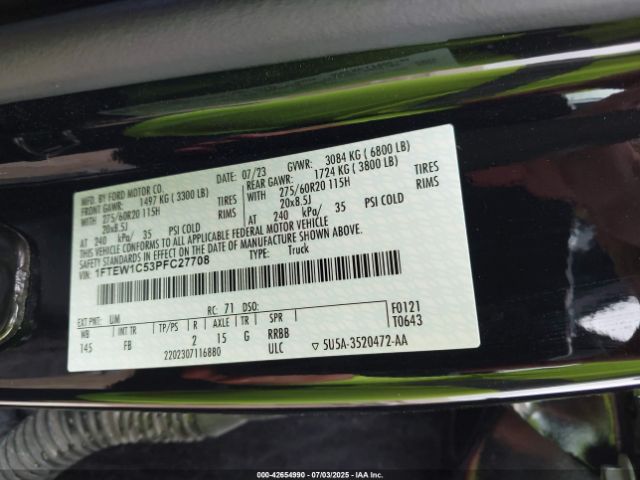 MFD. BY FORD MOTOR CO.
07/23 GVWR: 3084 KG ( 6800 LB)
FRONT GAWR: 1497 KG ( 3300 LB)
REAR GAWR: 1724 KG ( 3800 LB)
WITH 275/60R20 115H TIRES
WITH 275/60R20 115H TIRES
20x8.5J RIMS
20x8.5J RIMS
AT 240 kPa/ 35 PSI COLD
AT 240 kPa/ 35 PSI COLD
THIS VEHICLE CONFORMS TO ALL APPLICABLE FEDERAL MOTOR VEHICLE
SAFETY STANDARDS IN EFFECT ON THE DATE OF MANUFACTURE SHOWN ABOVE.
VIN: 1FTEW1C53PFC27708 TYPE: Truck
EXT PNT: UM RC: 71 DSO:
WB INT TR TP/PS R AXLE TR SPR
145 FB 2 15 G RRBB
F0121
T0643
2202307116880 ULC 5U5A-3520472-AA
000-42654990 | 07/03/2025 | IAAI.COM